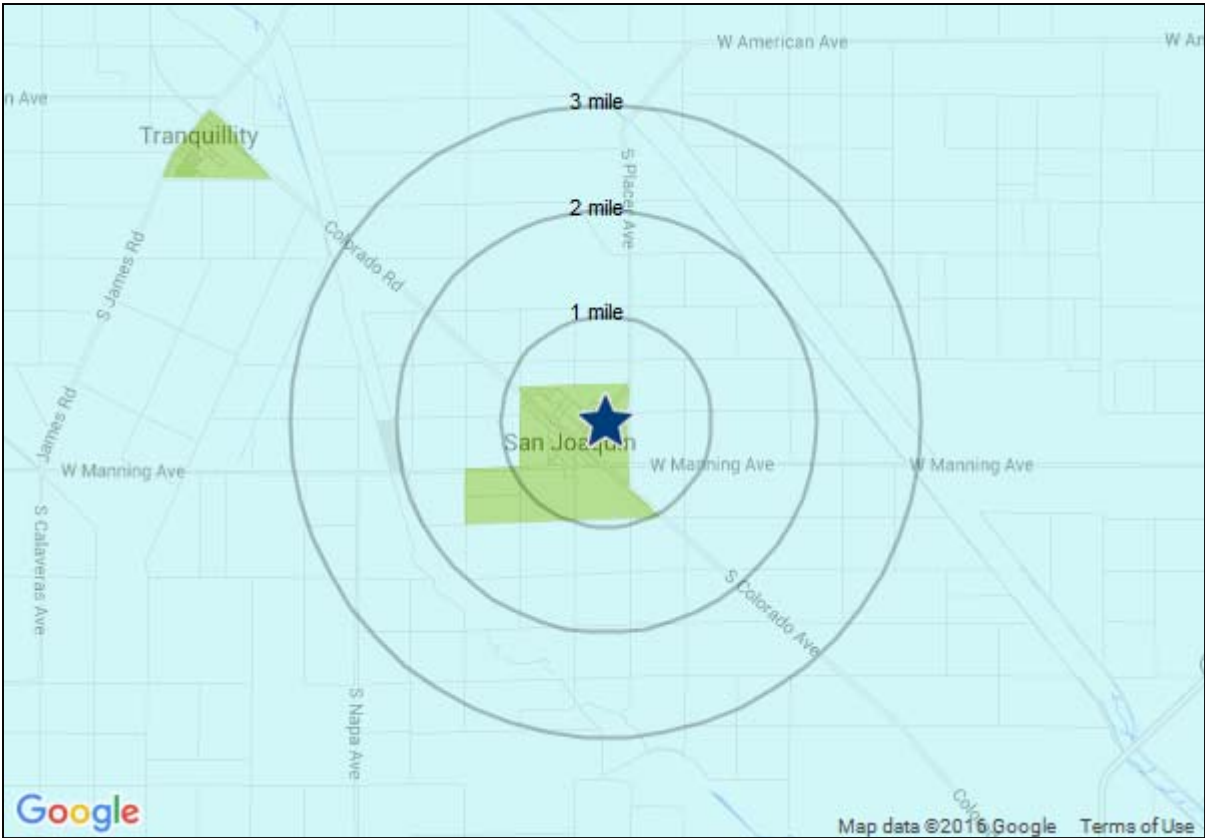 W American Ave
W Am
n Ave
3 mile
Tranquillity
S Placer Ave
2 mile
Colorado Rd
S James Rd
1 mile
James Rd
San Joaquin
W Manning Ave
W Manning Ave
W Manning Ave
S Calaveras Ave
S Colorado Ave
S Napa Ave
Colo
Google
Map data ©2016 Google Terms of Use